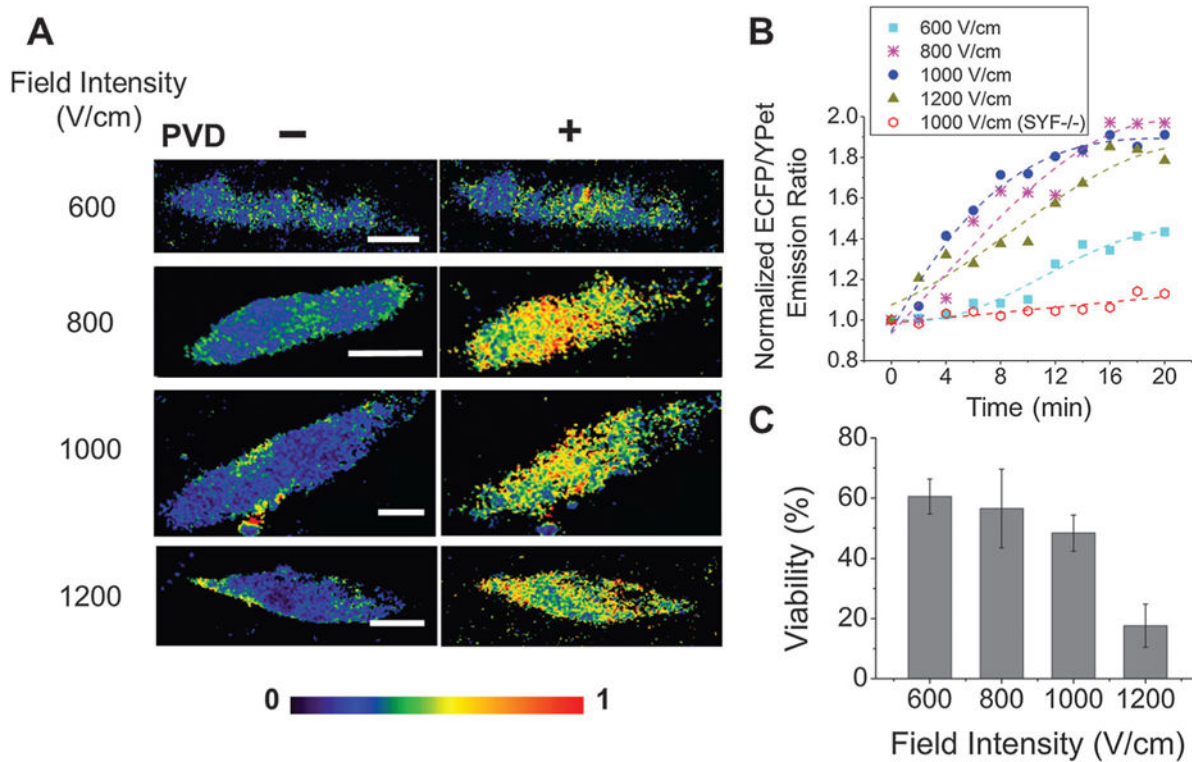 A
Field Intensity
(V/cm)
PVD − +
600
800
1000
1200
0 1
B
600 V/cm
800 V/cm
1000 V/cm
1200 V/cm
1000 V/cm (SYF-/-)
Normalized ECFP/YPet
Emission Ratio
2.0
1.8
1.6
1.4
1.2
1.0
0.8
0 4 8 12 16 20
Time (min)
C
Viability (%)
80
60
40
20
0
600 800 1000 1200
Field Intensity (V/cm)